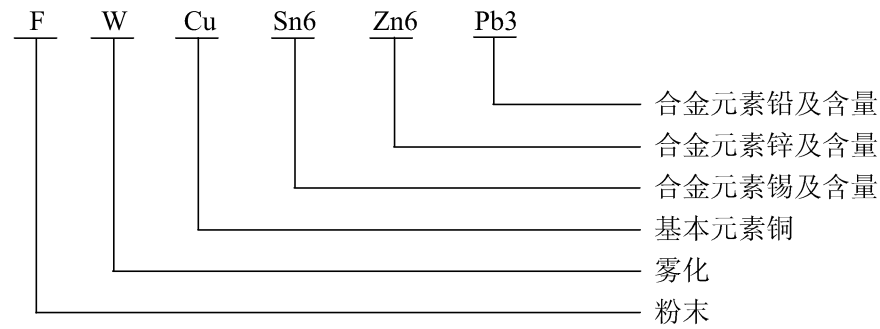 F W Cu Sn6 Zn6 Pb3
合金元素铅及含量
合金元素锌及含量
合金元素锡及含量
基本元素铜
雾化
粉末